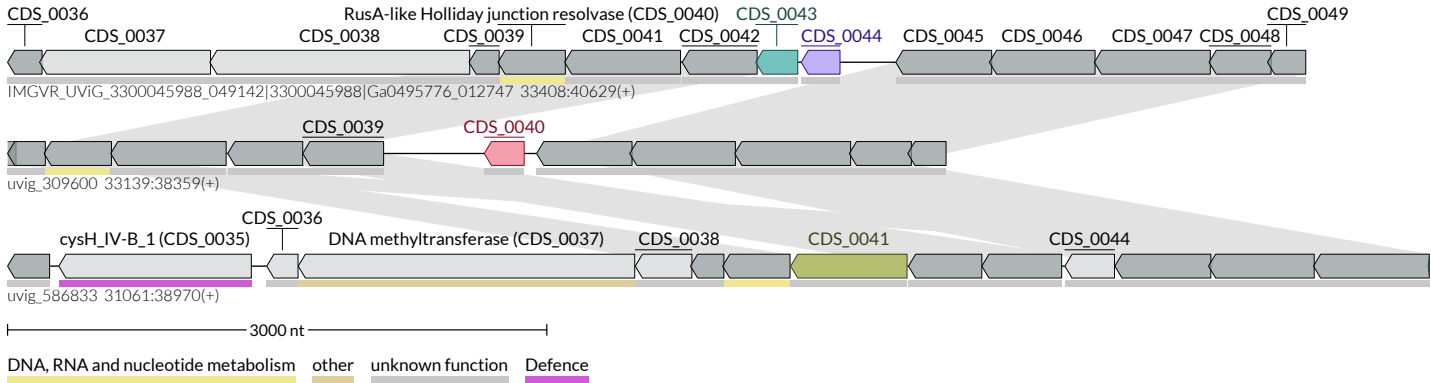 CDS_0036 RusA-like Holliday junction resolvase (CDS_0040) CDS_0043 CDS_0049
CDS_0037 CDS_0038 CDS_0039 CDS_0041 CDS_0042 CDS_0044 CDS_0045 CDS_0046 CDS_0047 CDS_0048
IMGVR_UViG_3300045988_049142|3300045988|Ga0495776_012747 33408:40629(+)
CDS_0039 CDS_0040
uvig_309600 33139:38359(+)
CDS_0036
cysH_IV-B_1 (CDS_0035) DNA methyltransferase (CDS_0037) CDS_0038 CDS_0041 CDS_0044
uvig_586833 31061:38970(+)
3000 nt
DNA, RNA and nucleotide metabolism other unknown function Defence